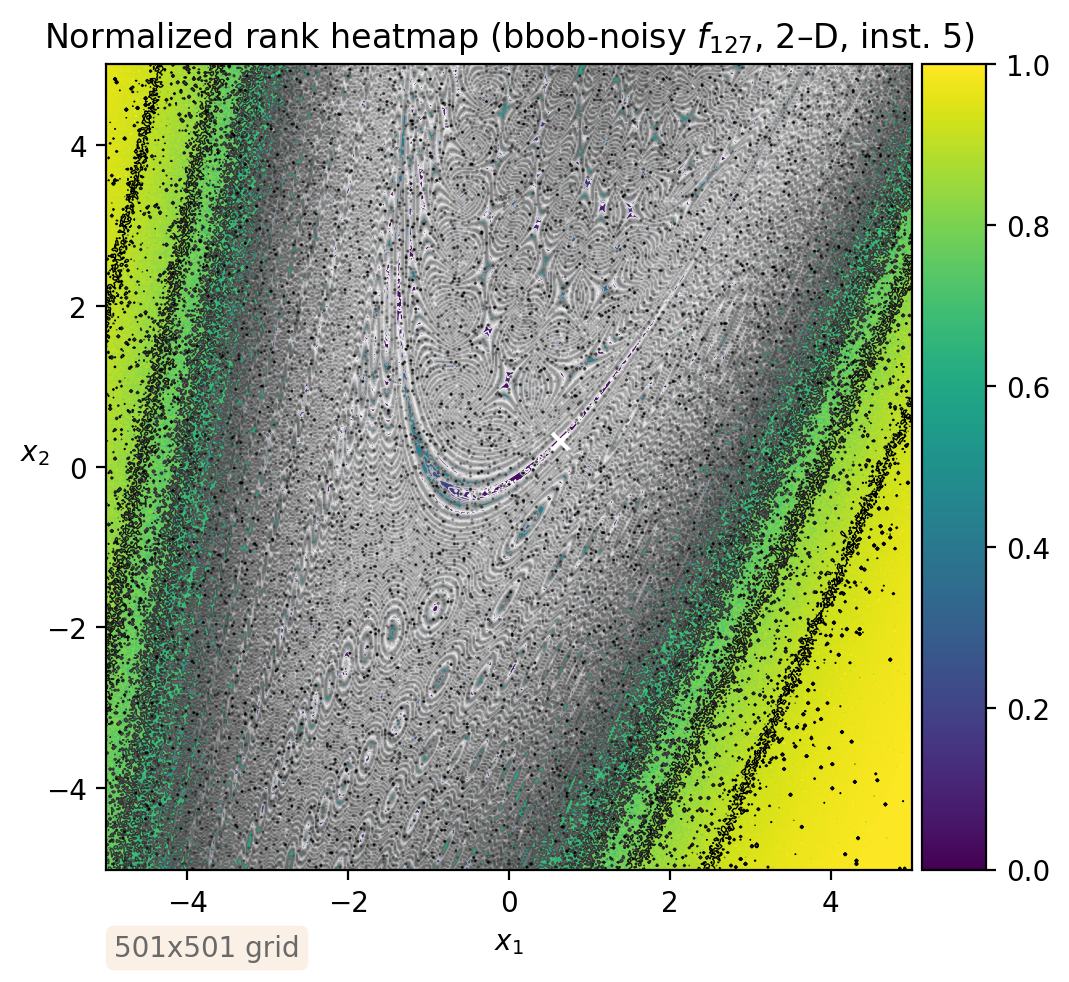 Normalized rank heatmap (bbob-noisy f₁₂₇, 2–D, inst. 5)
1.0
0.8
0.6
0.4
0.2
0.0
4
2
0
−2
−4
x₂
−4 −2 0 2 4
x₁
501x501 grid